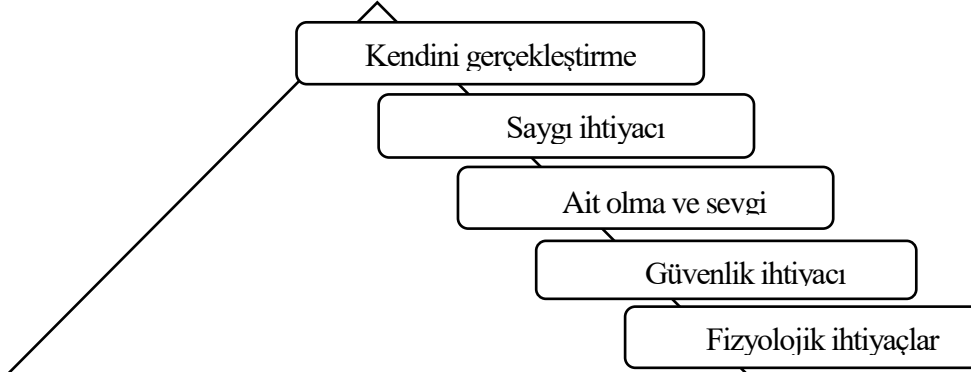 Kendini gerçekleştirme
Saygı ihtiyacı
Ait olma ve sevgi
Güvenlik ihtiyacı
Fizyolojik ihtiyaçlar